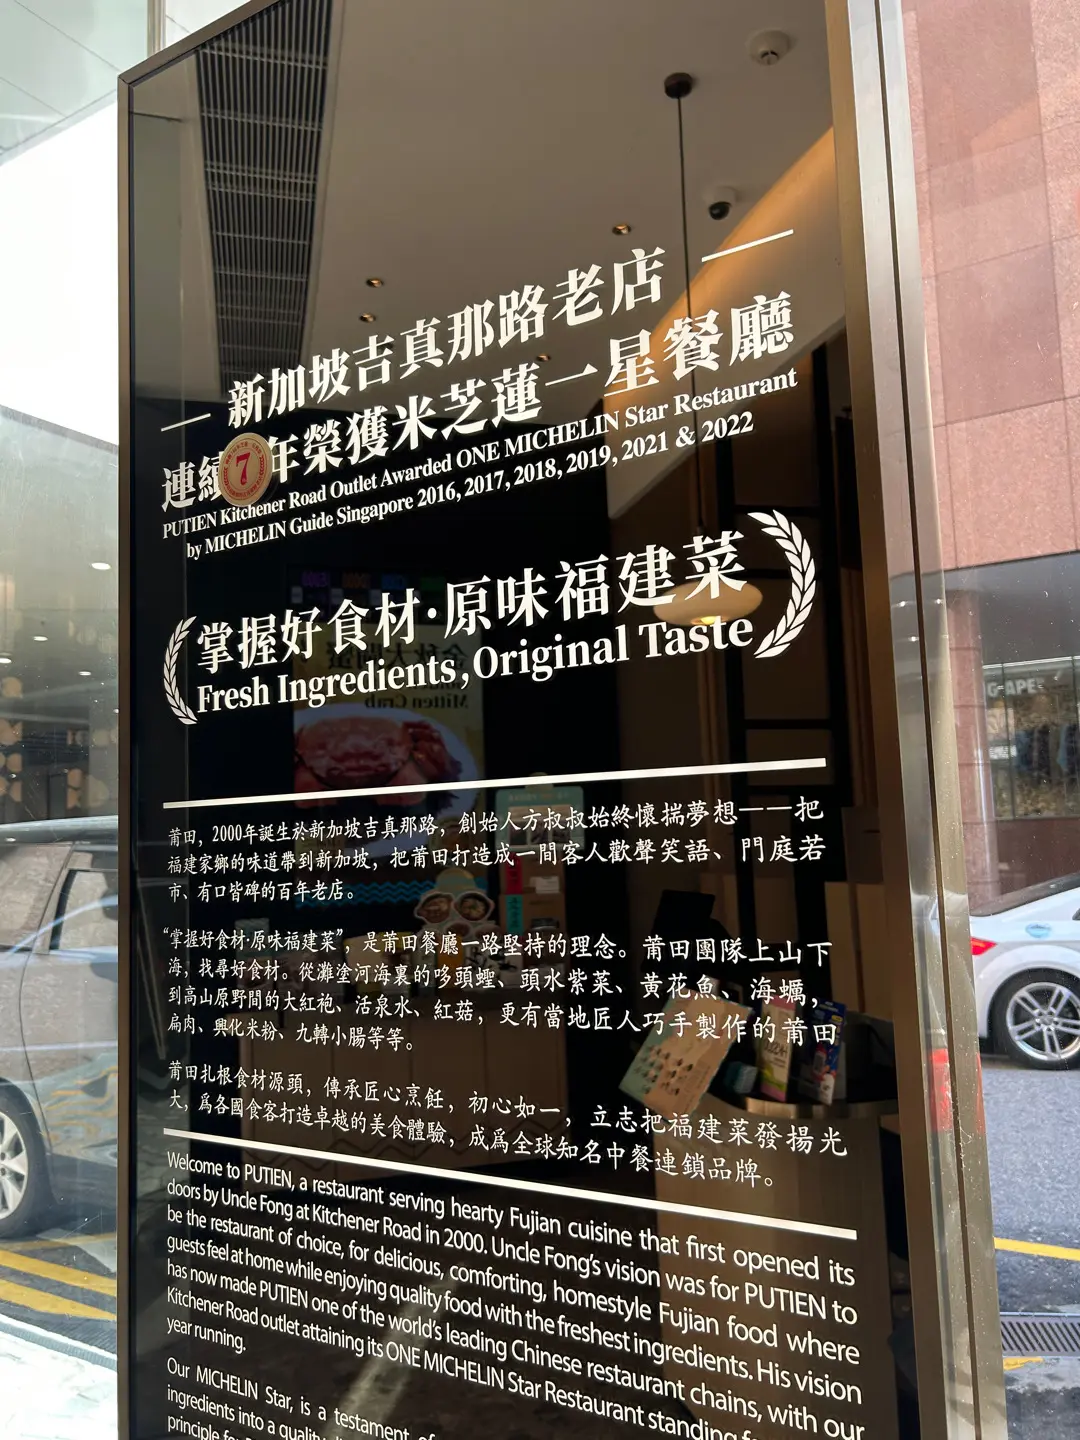 新加坡吉真那路老店
連續7年榮獲米芝蓮一星餐廳
PUTIEN Kitchener Road Outlet Awarded ONE MICHELIN Star Restaurant
by MICHELIN Guide Singapore 2016, 2017, 2018, 2019, 2021 & 2022
掌握好食材·原味福建菜
Fresh Ingredients, Original Taste
莆田，2000年誕生於新加坡吉真那路，創始人方叔叔始終懷揣夢想——把
福建家鄉的味道帶到新加坡，把莆田打造成一間客人歡聲笑語、門庭若
市、有口皆碑的百年老店。
“掌握好食材·原味福建菜”，是莆田餐廳一路堅持的理念。莆田團隊上山下
海，找尋好食材。從灘塗河海裏的哆頭蟶、頭水紫菜、黃花魚、海蠣，
到高山原野間的大紅袍、活泉水、紅菇，更有當地匠人巧手製作的莆田
扁肉、興化米粉、九轉小腸等等。
莆田扎根食材源頭，傳承匠心烹飪，初心如一，立志把福建菜發揚光
大，爲各國食客打造卓越的美食體驗，成爲全球知名中餐連鎖品牌。
Welcome to PUTIEN, a restaurant serving hearty Fujian cuisine that first opened its
doors by Uncle Fong at Kitchener Road in 2000. Uncle Fong's vision was for PUTIEN to
be the restaurant of choice, for delicious, comforting, homestyle Fujian food where
guests feel at home while enjoying quality food with the freshest ingredients. His vision
has now made PUTIEN one of the world's leading Chinese restaurant chains, with our
Kitchener Road outlet attaining its ONE MICHELIN Star Restaurant standing
year running.
Our MICHELIN Star, is a testament of
ingredients into a
principle
Mitten Crab